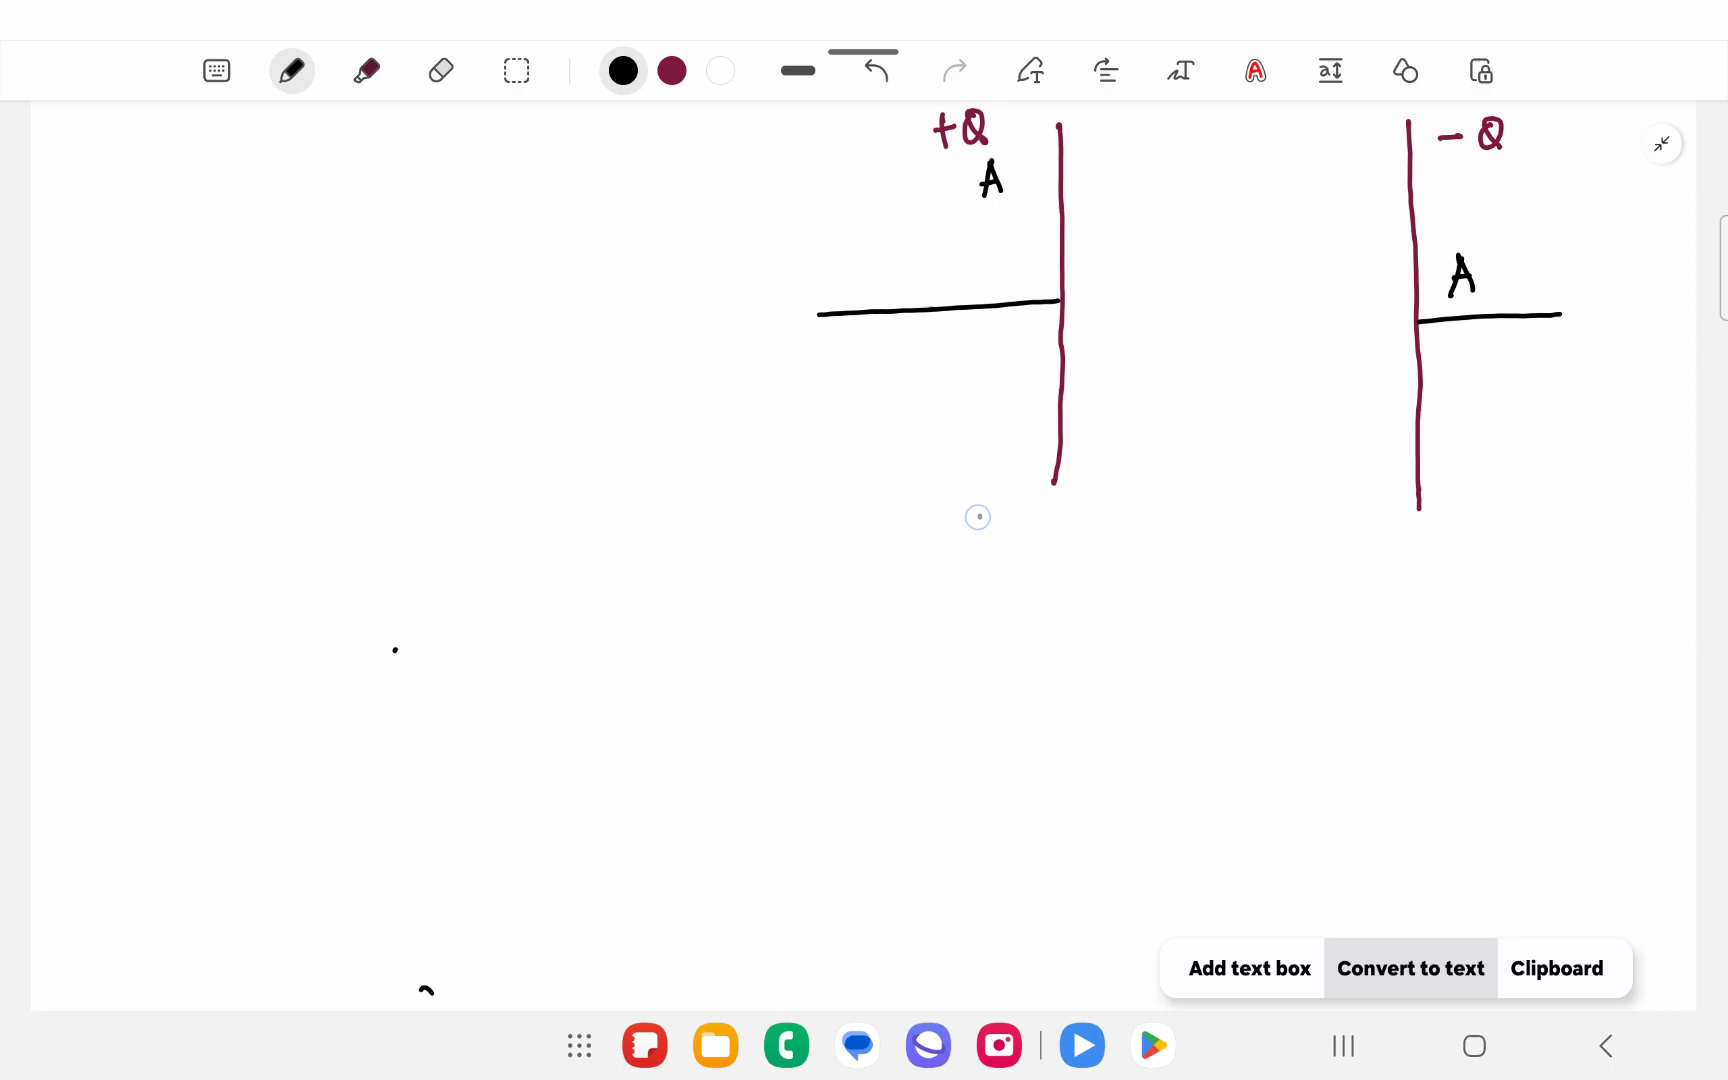 A
a
+Q
- Q
A
A
Add text box
Convert to text
Clipboard